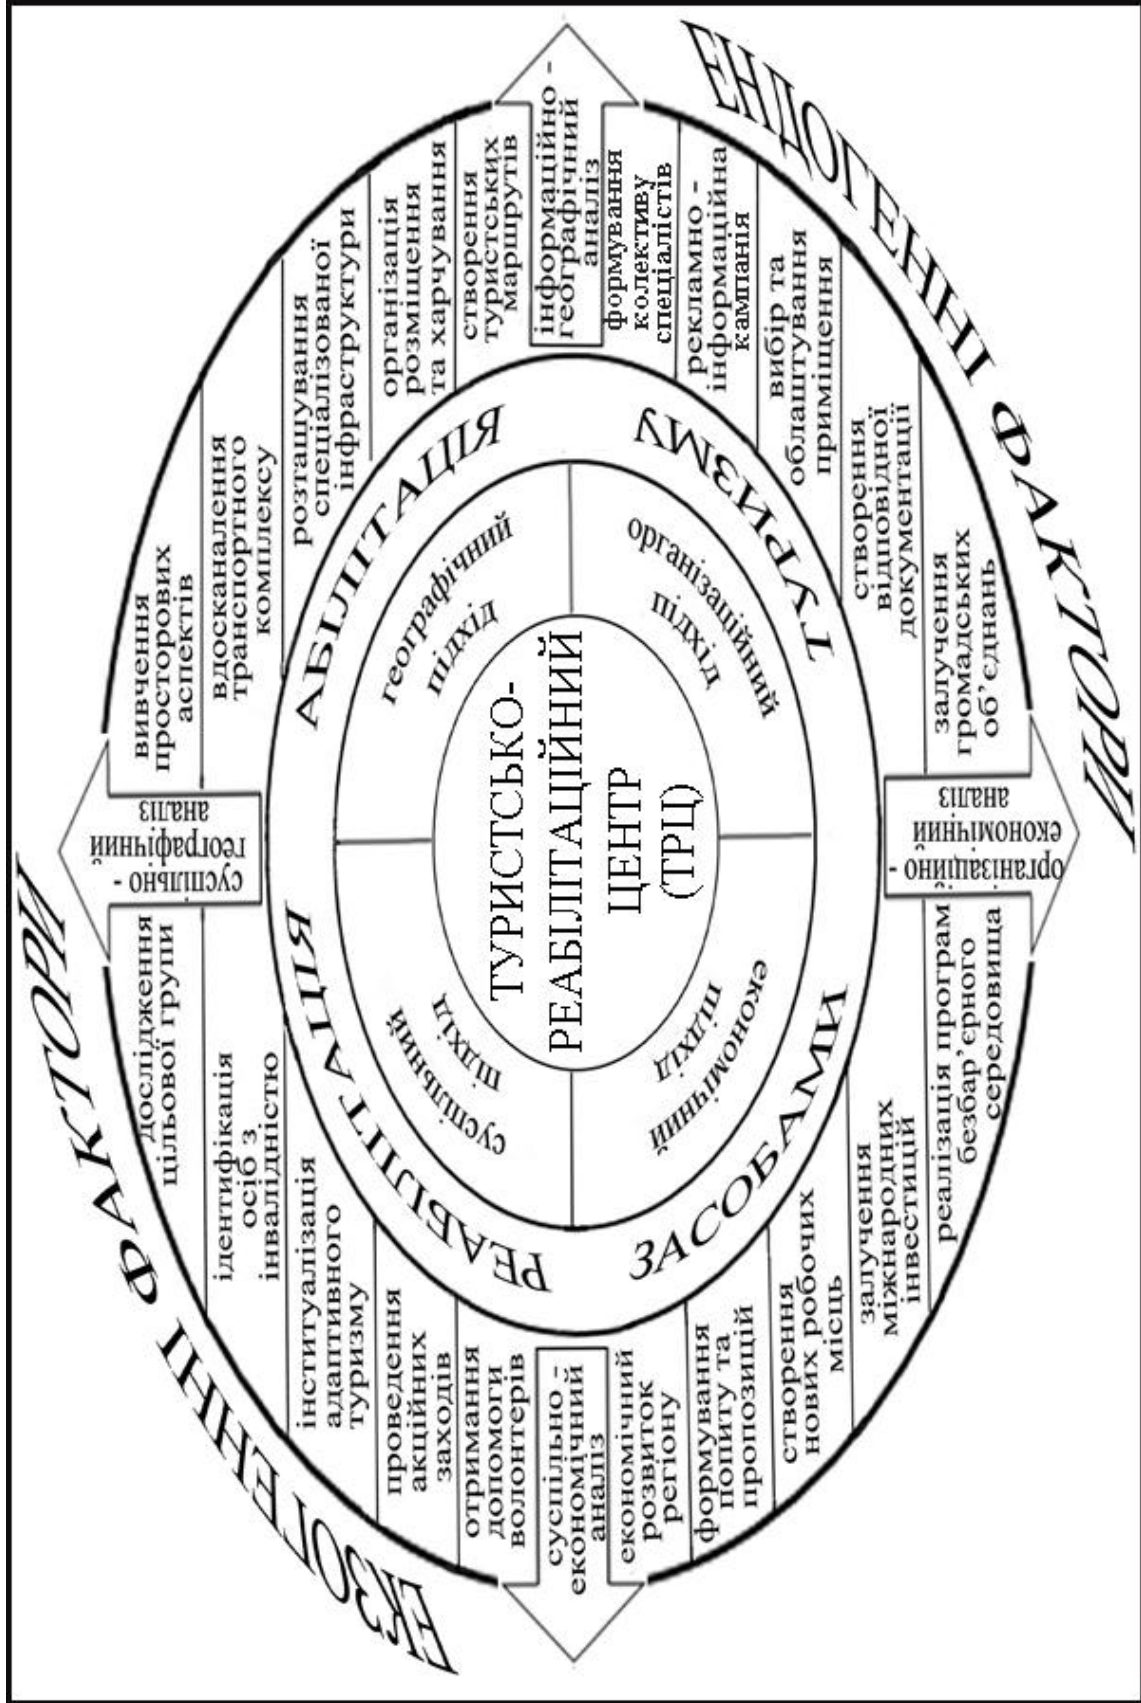 ЕКЗОГЕННІ ФАКТОРИ
дослідження
цільової групи
ідентифікація
осіб з
інвалідністю
інституалізація
адаптивного
туризму
проведення
акційних
заходів
отримання
допомоги
волонтерів
суспільно -
географічний
аналіз
вивчення
просторових
аспектів
вдосканалення
транспортного
комплексу
розташування
спеціалізованої
інфраструктури
організація
розміщення
та харчування
створення
туристських
маршрутів
РЕАБІЛІТАЦІЯ
АБІЛІТАЦІЯ
суспільний
підхід
географічний
підхід
суспільно -
економічний
аналіз
ТУРИСТСЬКО-
РЕАБІЛІТАЦІЙНИЙ
ЦЕНТР
(ТРЦ)
інформаційно -
географічний
аналіз
економічний
підхід
організаційний
підхід
ЗАСОБАМИ
ТУРИЗМУ
економічний
розвиток
регіону
формування
попиту та
пропозицій
створення
нових робочих
місць
залучення
міжнародних
інвестицій
реалізація програм
безбар’єрного
середовища
організаційно -
економічний
аналіз
формування
колективу
спеціалістів
рекламно -
інформаційна
кампанія
вибір та
облаштування
приміщення
створення
відповідної
документації
залучення
громадських
об’єднань
ЕНДОГЕННІ ФАКТОРИ